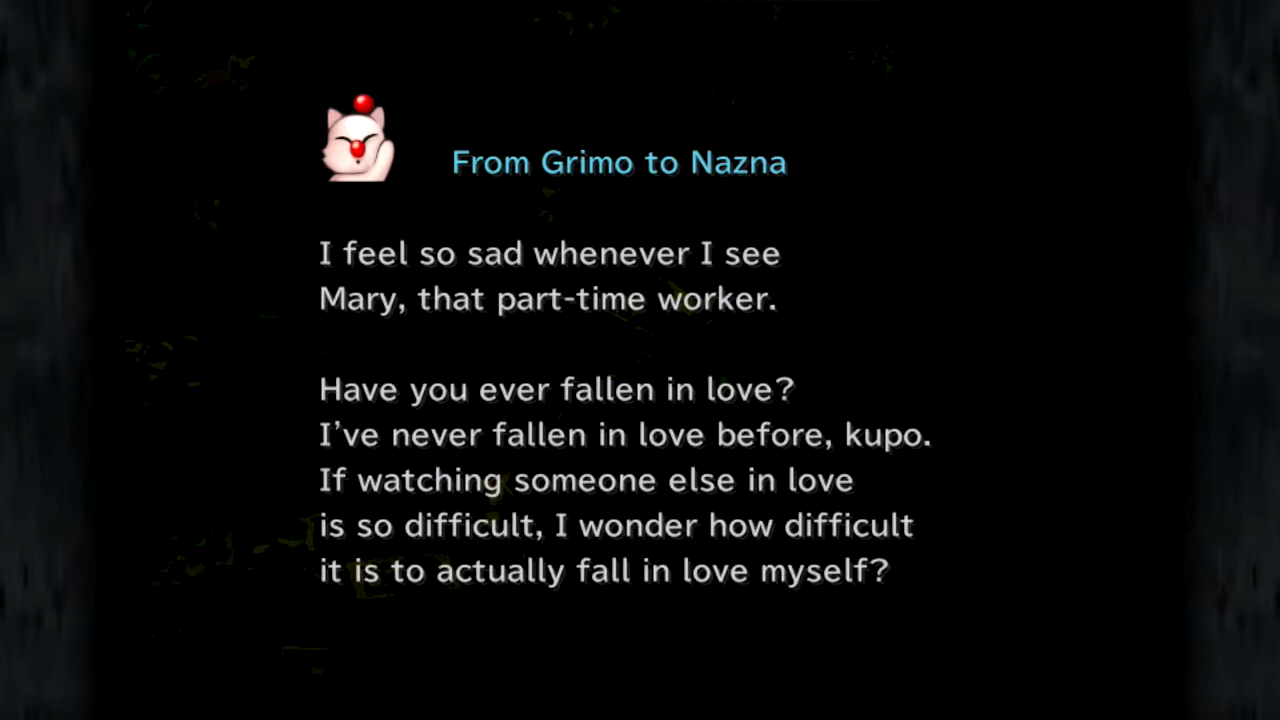 From Grimo to Nazna
I feel so sad whenever I see
Mary, that part-time worker.
Have you ever fallen in love?
I've never fallen in love before, kupo.
If watching someone else in love
is so difficult, I wonder how difficult
it is to actually fall in love myself?